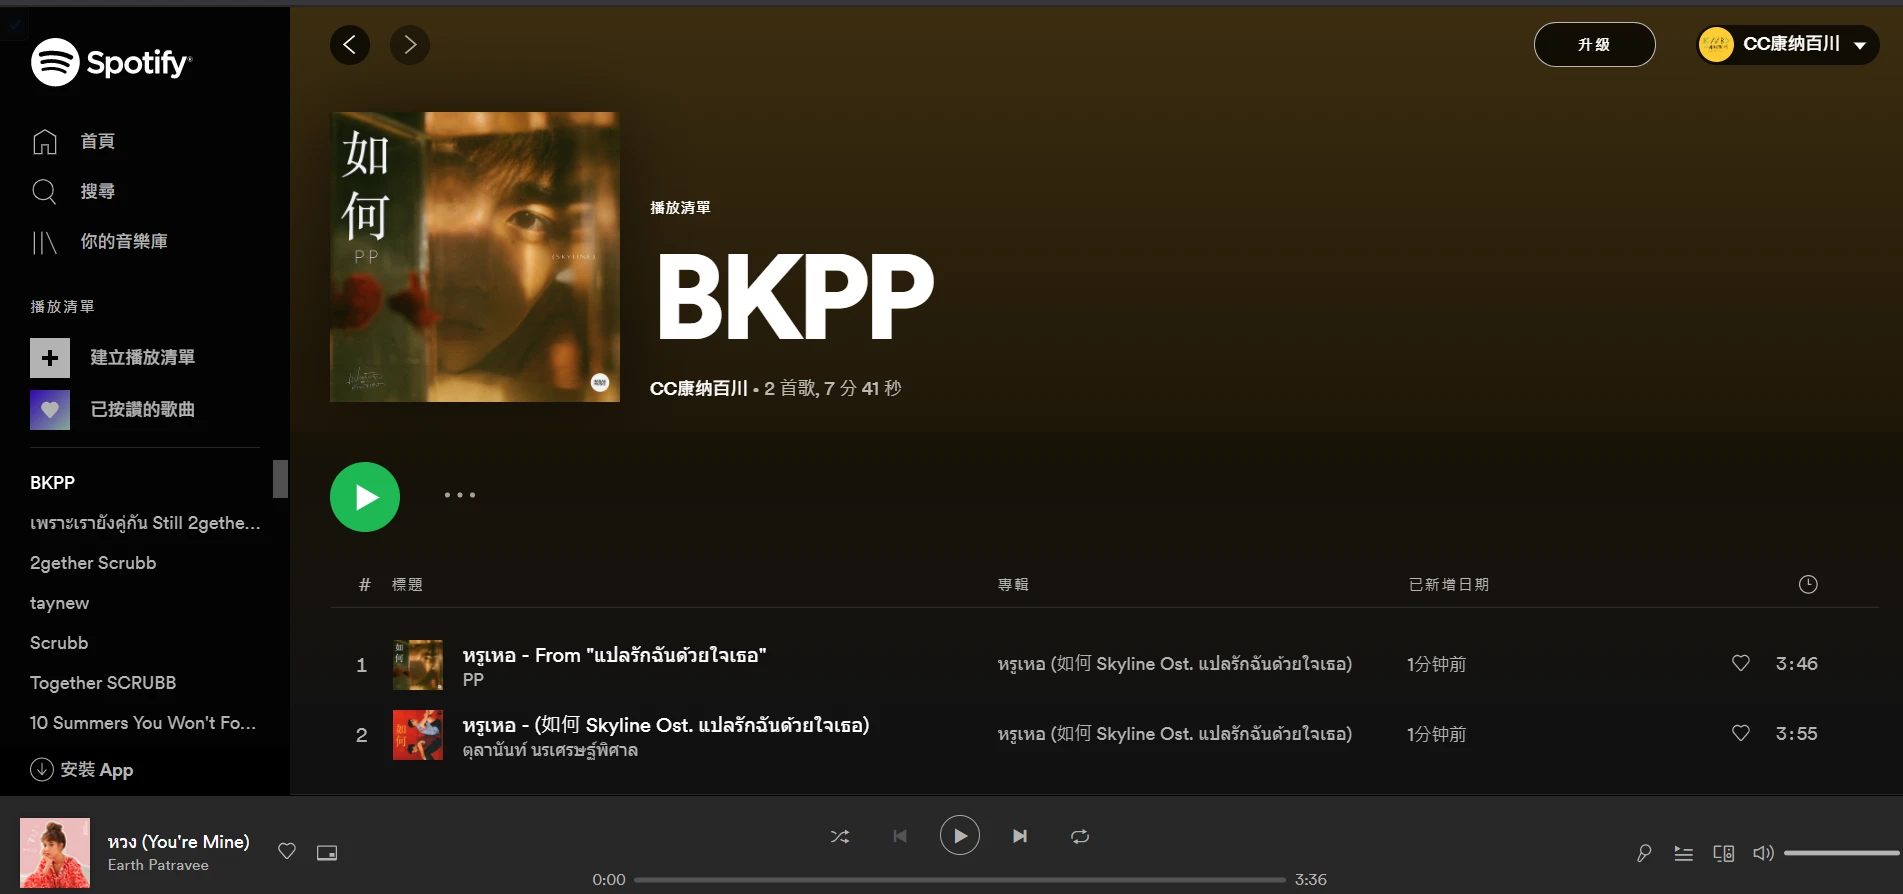 Spotify
升級
CC康纳百川
首頁
搜尋
你的音樂庫
播放清單
建立播放清單
已按讚的歌曲
BKPP
เพราะเรายังคู่กัน Still 2gethe...
2gether Scrubb
taynew
Scrubb
Together SCRUBB
10 Summers You Won't Fo...
安裝 App
如何
PP
(SKYLINE)
播放清單
BKPP
CC康纳百川 • 2 首歌, 7 分 41 秒
# 標題 專輯 已新增日期
1 如何 หรูเหอ - From "แปลรักฉันด้วยใจเธอ" หรูเหอ (如何 Skyline Ost. แปลรักฉันด้วยใจเธอ) 1分钟前 3:46
PP
2 如何 หรูเหอ - (如何 Skyline Ost. แปลรักฉันด้วยใจเธอ) หรูเหอ (如何 Skyline Ost. แปลรักฉันด้วยใจเธอ) 1分钟前 3:55
ตุลานันท์ นรเศรษฐ์พิศาล
หวง (You're Mine)
Earth Patravee
0:00 3:36